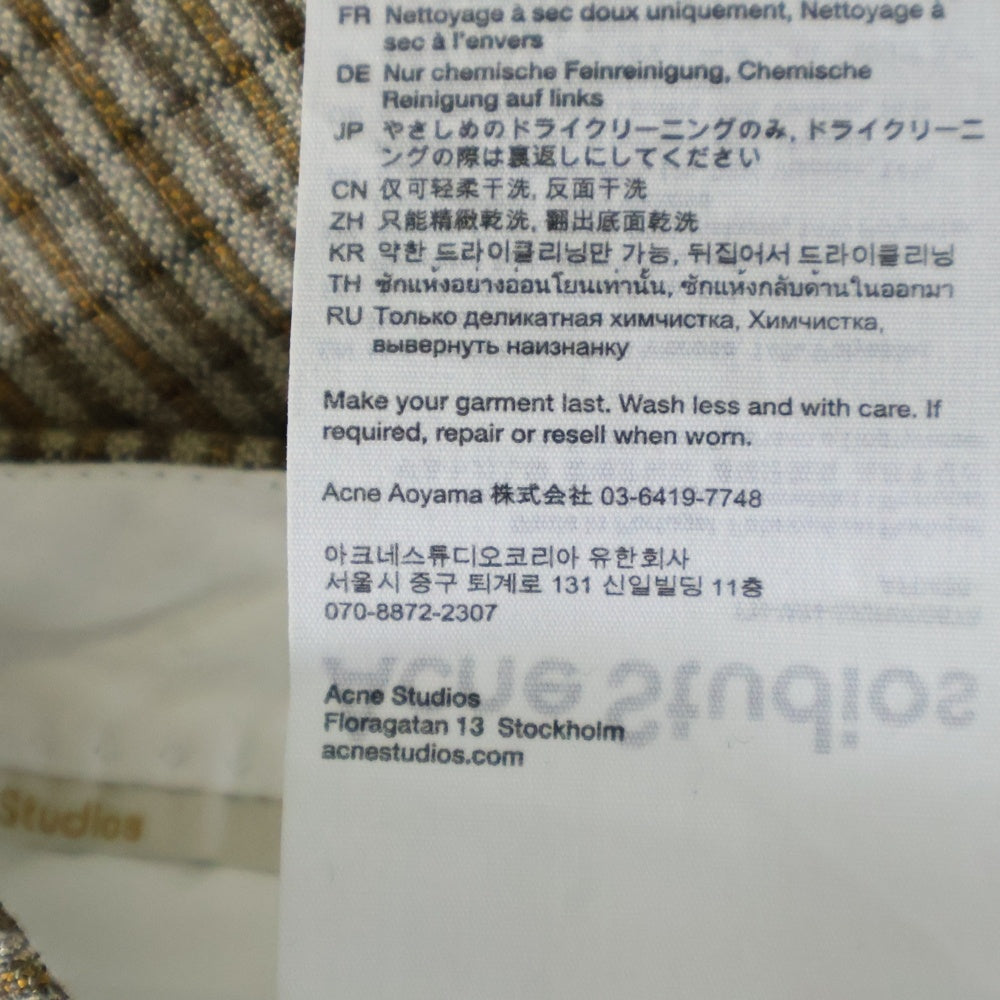 FR Nettoyage à sec doux uniquement, Nettoyage à
sec à l'envers
DE Nur chemische Feinreinigung, Chemische
Reinigung auf links
JP やさしめのドライクリーニングのみ, ドライクリーニ
ングの際は裏返しにしてください
CN 仅可轻柔干洗, 反面干洗
ZH 只能精緻乾洗, 翻出底面乾洗
KR 약한 드라이클리닝만 가능, 뒤집어서 드라이클리닝
TH ซักแห้งอย่างอ่อนโยนเท่านั้น, ซักแห้งกลับด้านในออกมา
RU Только деликатная химчистка, Химчистка,
вывернуть наизнанку
Make your garment last. Wash less and with care. If
required, repair or resell when worn.
Acne Aoyama 株式会社 03-6419-7748
아크네스튜디오코리아 유한회사
서울시 중구 퇴계로 131 신일빌딩 11층
070-8872-2307
Acne Studios
Acne Studios
Floragatan 13 Stockholm
acnestudios.com
Studios